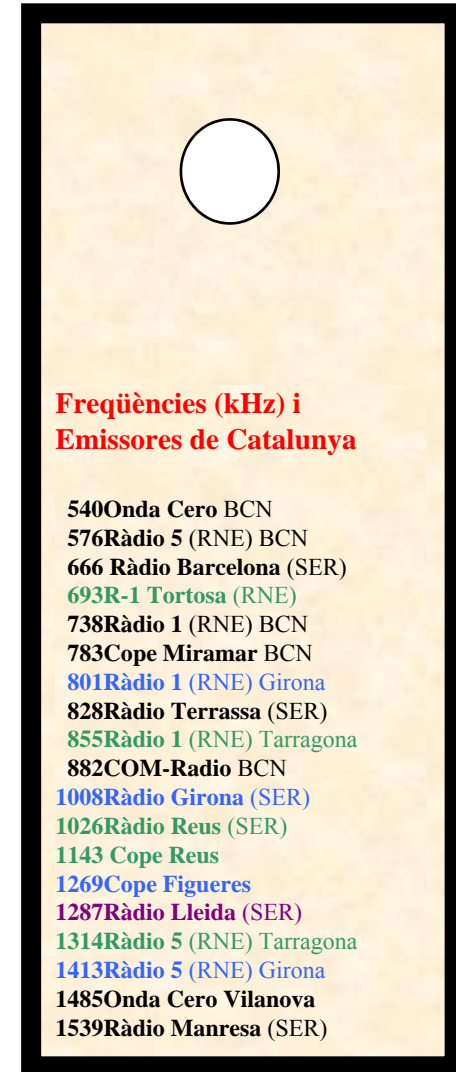 Freqüències (kHz) i
Emissores de Catalunya
540Onda Cero BCN
576Ràdio 5 (RNE) BCN
666 Ràdio Barcelona (SER)
693R-1 Tortosa (RNE)
738Ràdio 1 (RNE) BCN
783Cope Miramar BCN
801Ràdio 1 (RNE) Girona
828Ràdio Terrassa (SER)
855Ràdio 1 (RNE) Tarragona
882COM-Radio BCN
1008Ràdio Girona (SER)
1026Ràdio Reus (SER)
1143 Cope Reus
1269Cope Figueres
1287Ràdio Lleida (SER)
1314Ràdio 5 (RNE) Tarragona
1413Ràdio 5 (RNE) Girona
1485Onda Cero Vilanova
1539Ràdio Manresa (SER)